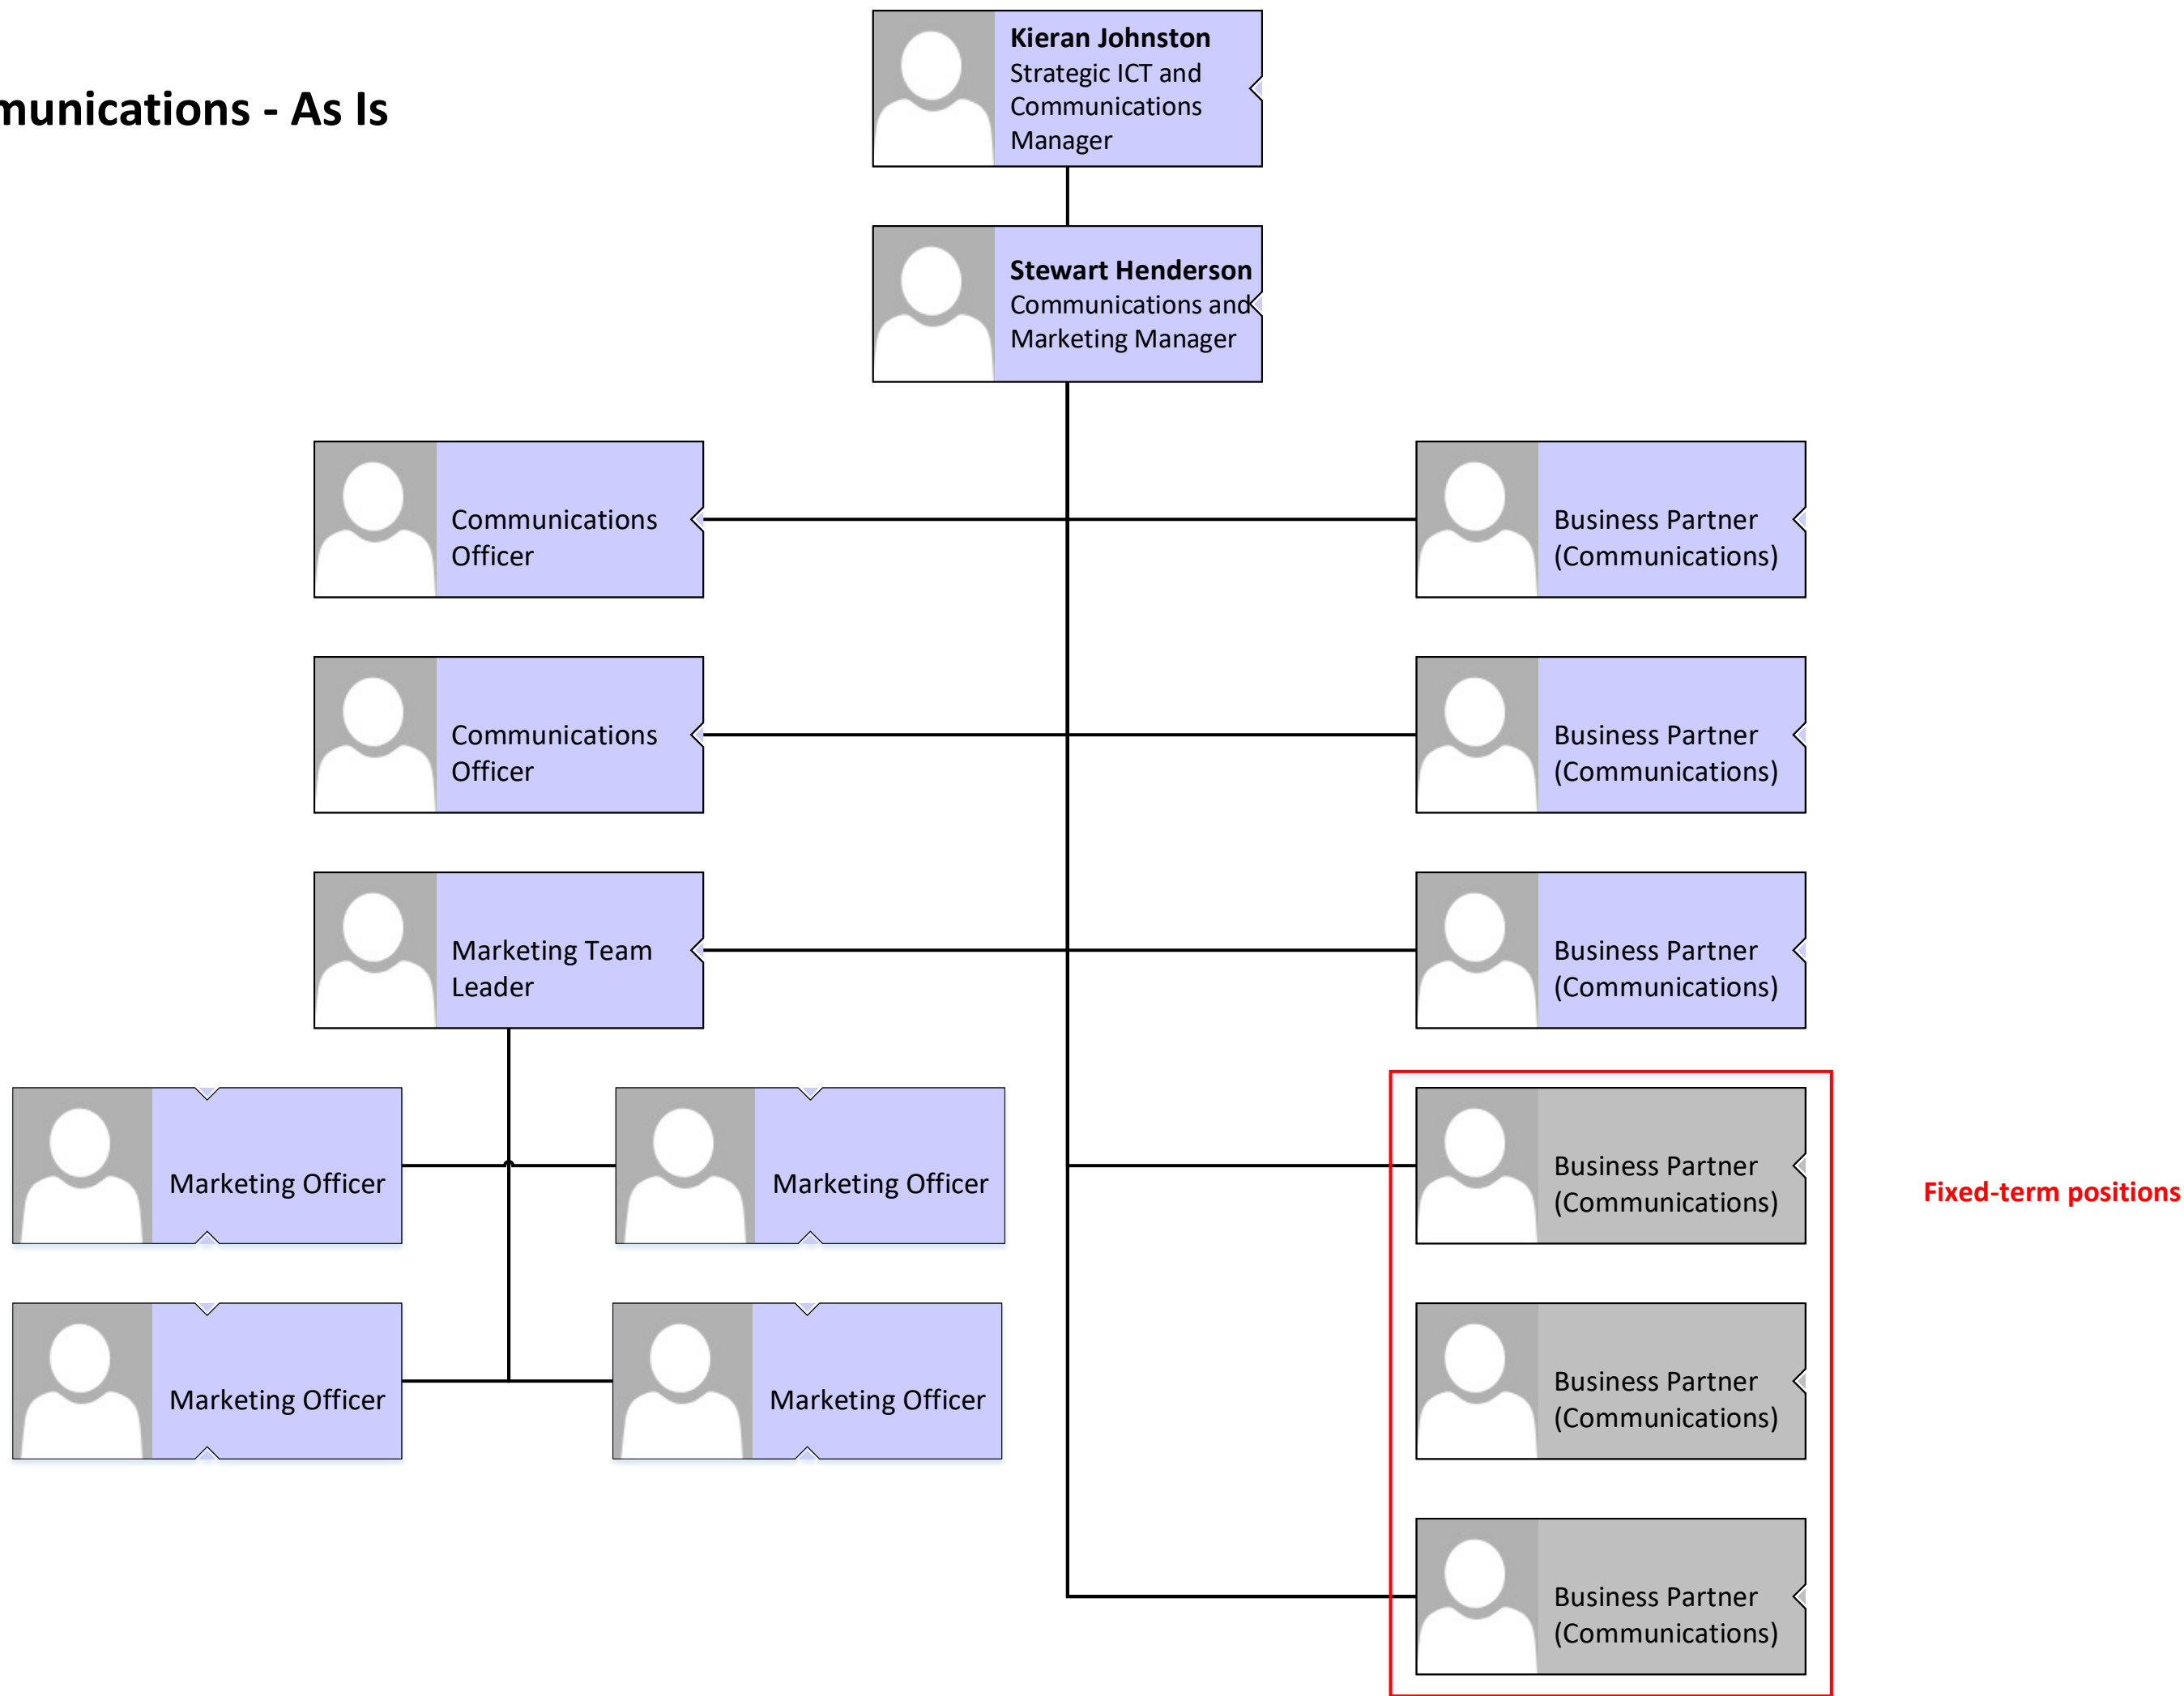 munications - As Is
Kieran Johnston
Strategic ICT and
Communications
Manager
Stewart Henderson
Communications and
Marketing Manager
Communications
Officer
Business Partner
(Communications)
Communications
Officer
Business Partner
(Communications)
Marketing Team
Leader
Business Partner
(Communications)
Marketing Officer
Marketing Officer
Business Partner
(Communications)
Fixed-term positions
Marketing Officer
Marketing Officer
Business Partner
(Communications)
Business Partner
(Communications)